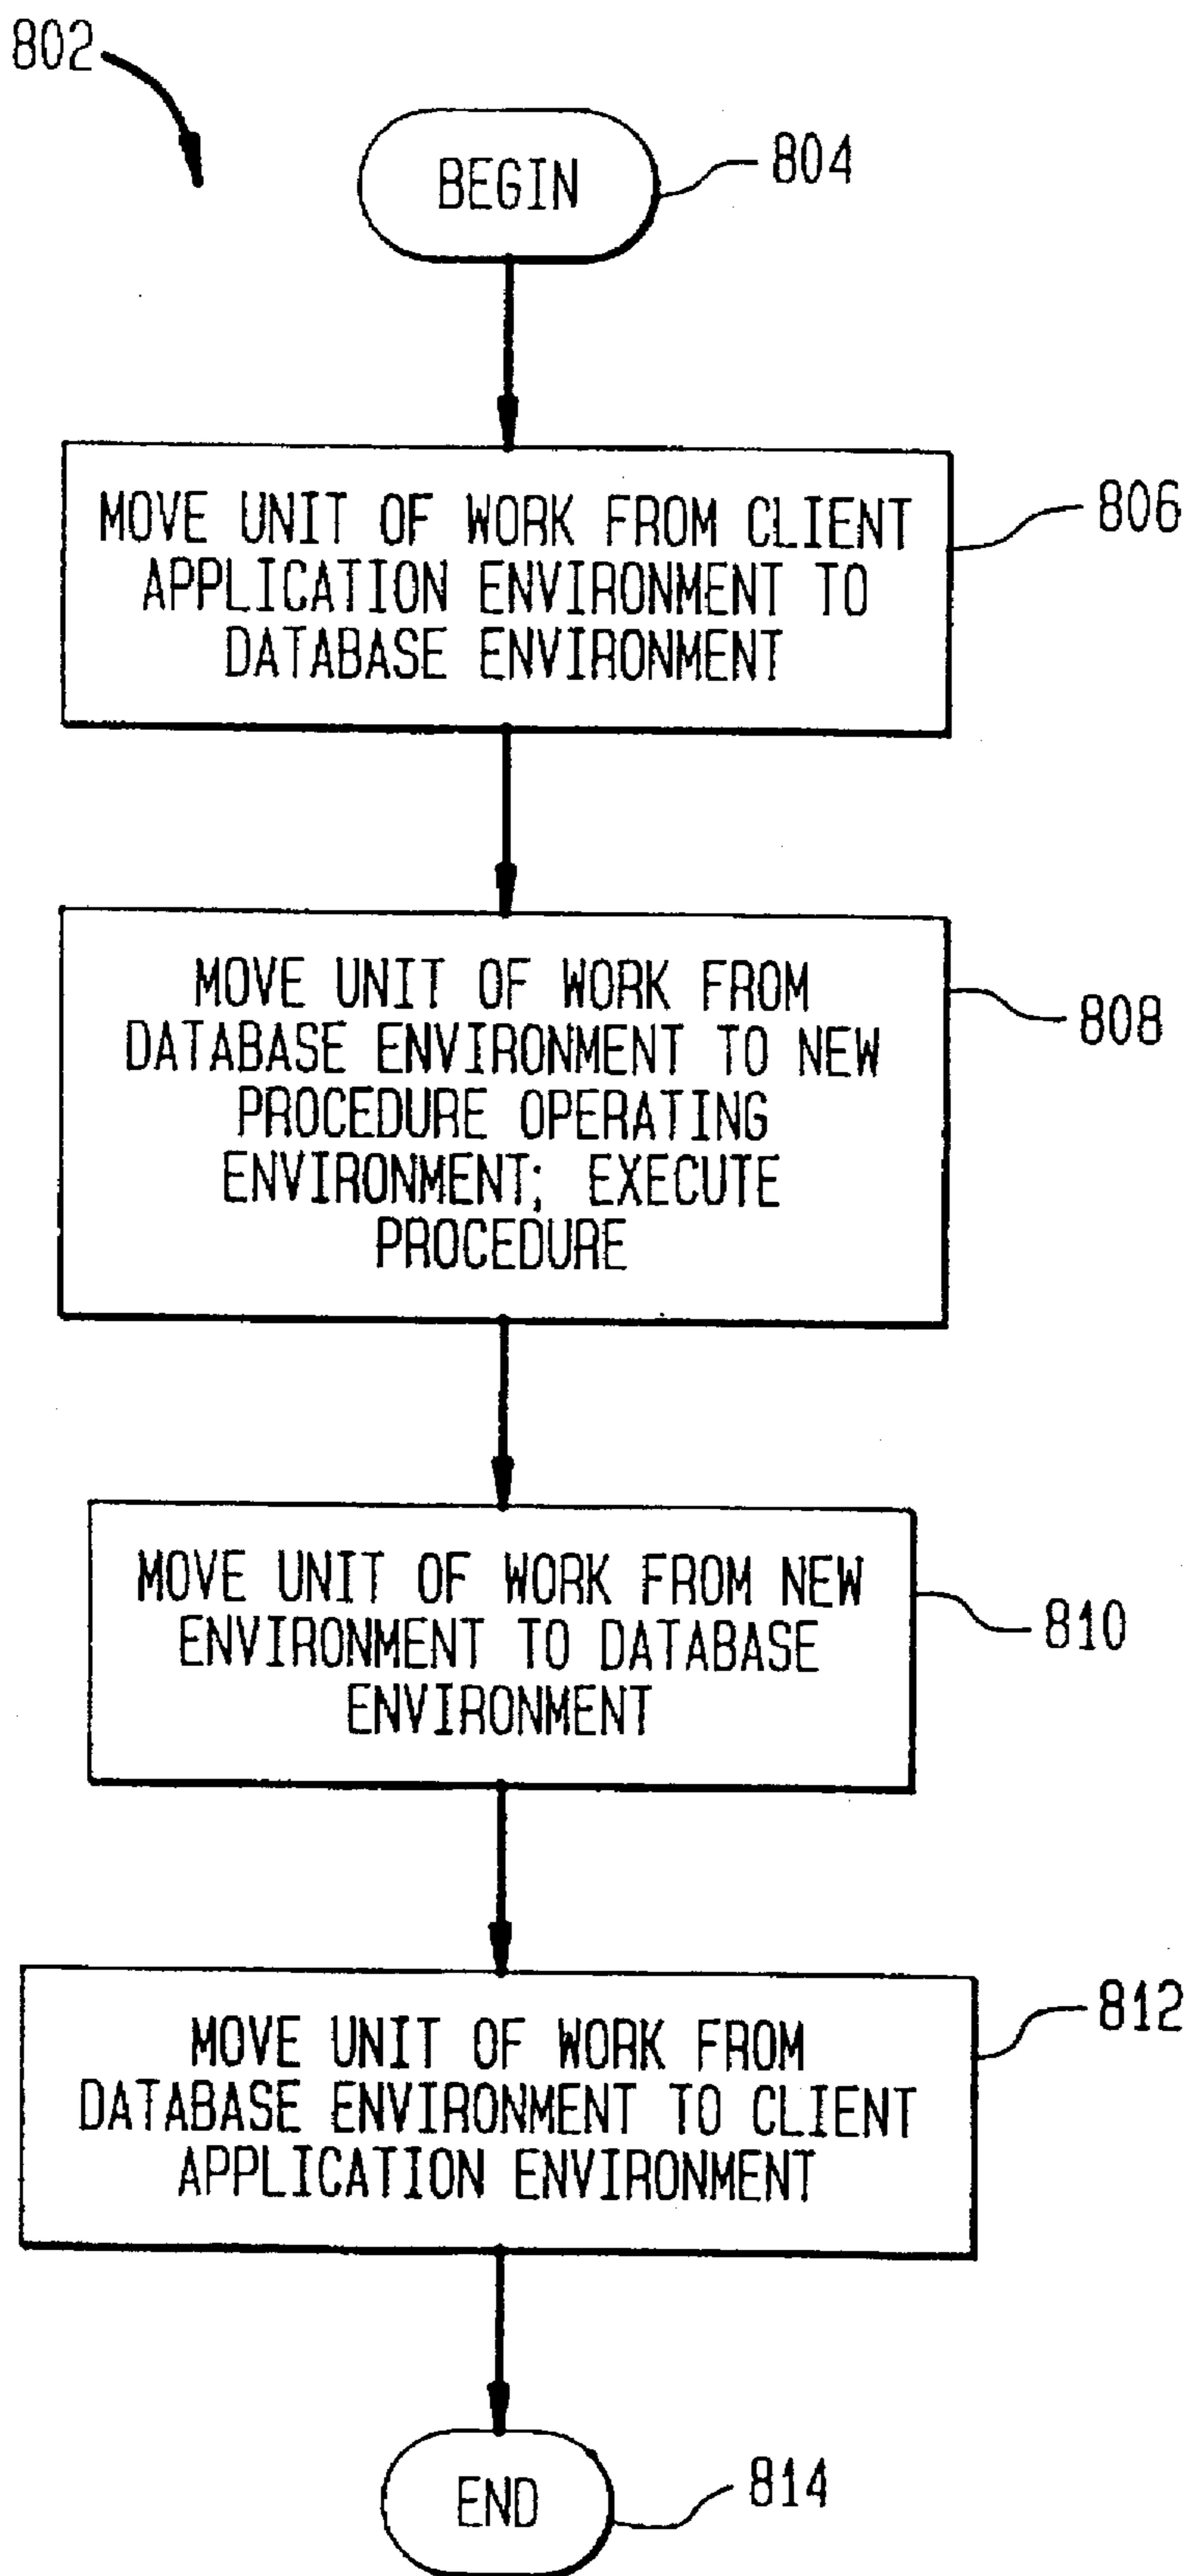 802
BEGIN
804
MOVE UNIT OF WORK FROM CLIENT
APPLICATION ENVIRONMENT TO
DATABASE ENVIRONMENT
806
MOVE UNIT OF WORK FROM
DATABASE ENVIRONMENT TO NEW
PROCEDURE OPERATING
ENVIRONMENT; EXECUTE
PROCEDURE
808
MOVE UNIT OF WORK FROM NEW
ENVIRONMENT TO DATABASE
ENVIRONMENT
810
MOVE UNIT OF WORK FROM
DATABASE ENVIRONMENT TO CLIENT
APPLICATION ENVIRONMENT
812
END
814